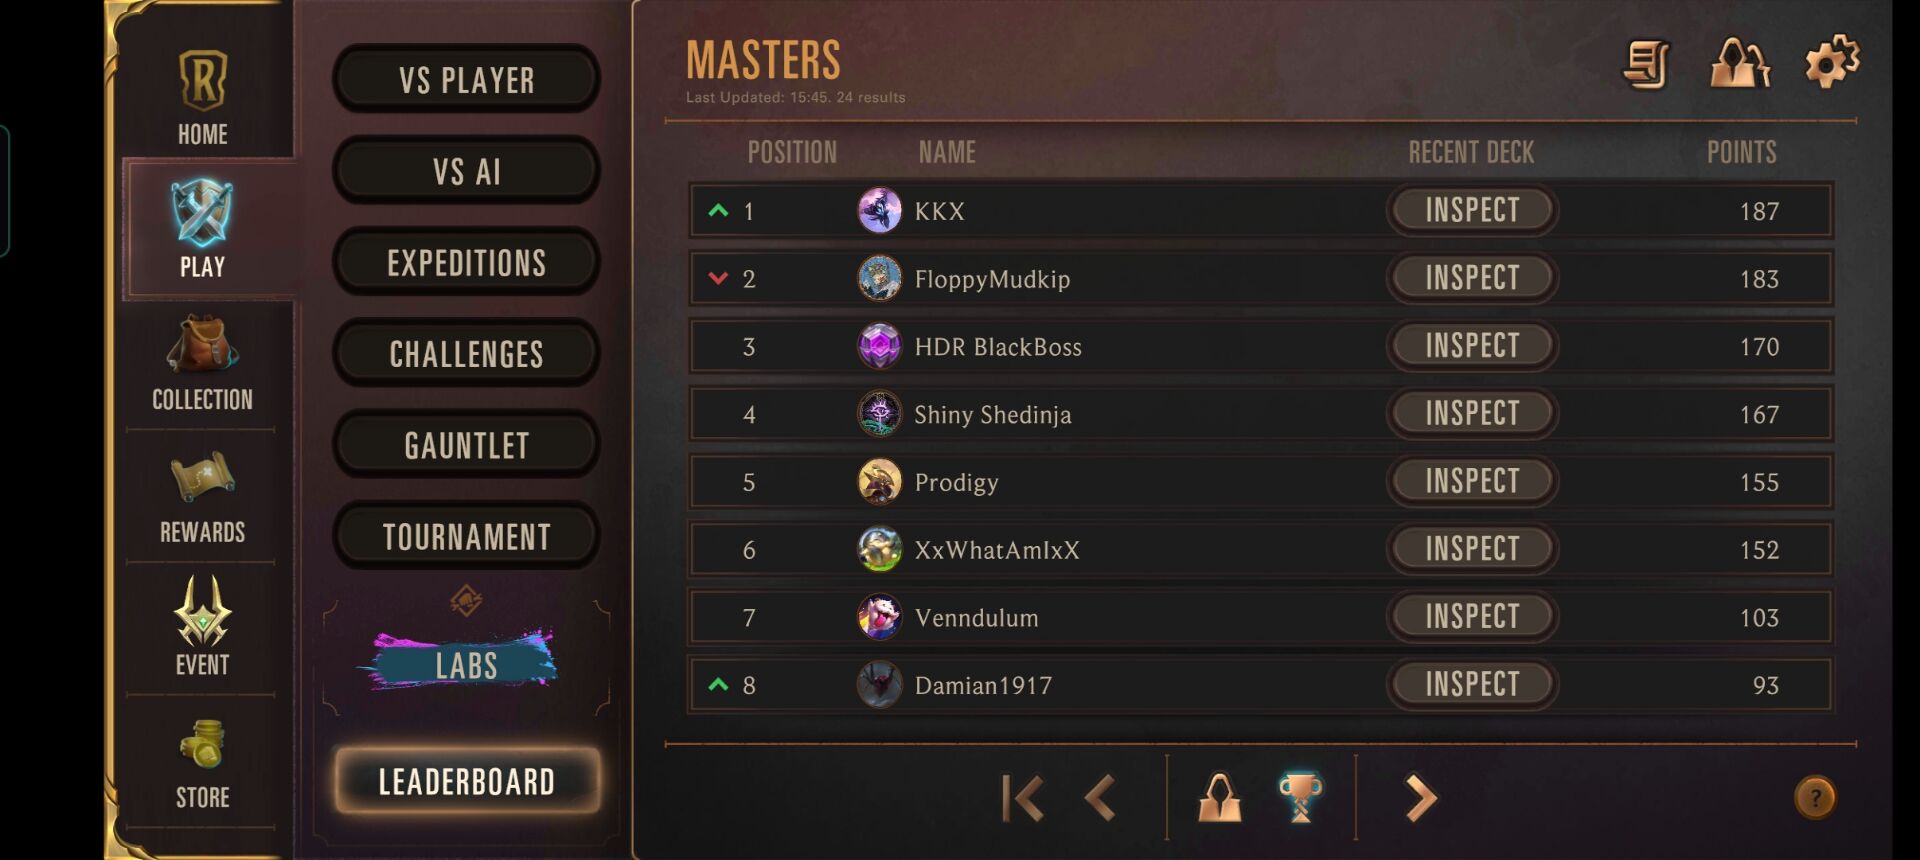 HOME
PLAY
COLLECTION
REWARDS
EVENT
STORE
VS PLAYER
VS AI
EXPEDITIONS
CHALLENGES
GAUNTLET
TOURNAMENT
LABS
LEADERBOARD
MASTERS
Last Updated: 15:45. 24 results
POSITION NAME RECENT DECK POINTS
1 KKX INSPECT 187
2 FloppyMudkip INSPECT 183
3 HDR BlackBoss INSPECT 170
4 Shiny Shedinja INSPECT 167
5 Prodigy INSPECT 155
6 XxWhatAmIxX INSPECT 152
7 Venndulum INSPECT 103
8 Damian1917 INSPECT 93
?